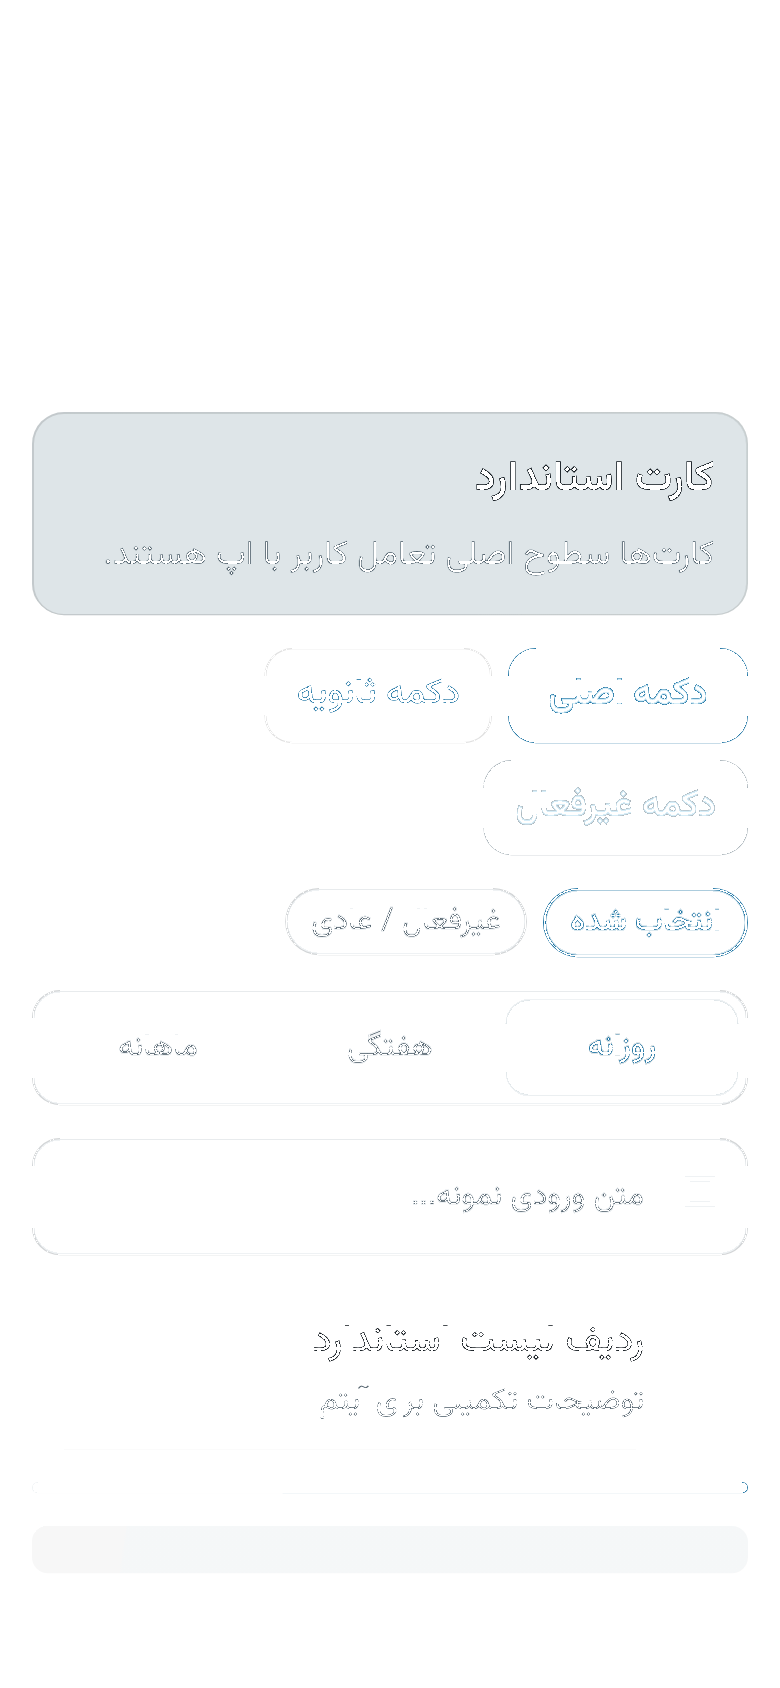 کارت استاندارد
کارت‌ها سطوح اصلی تعامل کاربر با اپ هستند.
دکمه اصلی
دکمه ثانویه
دکمه غیرفعال
انتخاب شده
غیرفعال / عادی
روزانه
هفتگی
ماهانه
متن ورودی نمونه...
ردیف لیست استاندارد
توضیحات تکمیلی برای آیتم